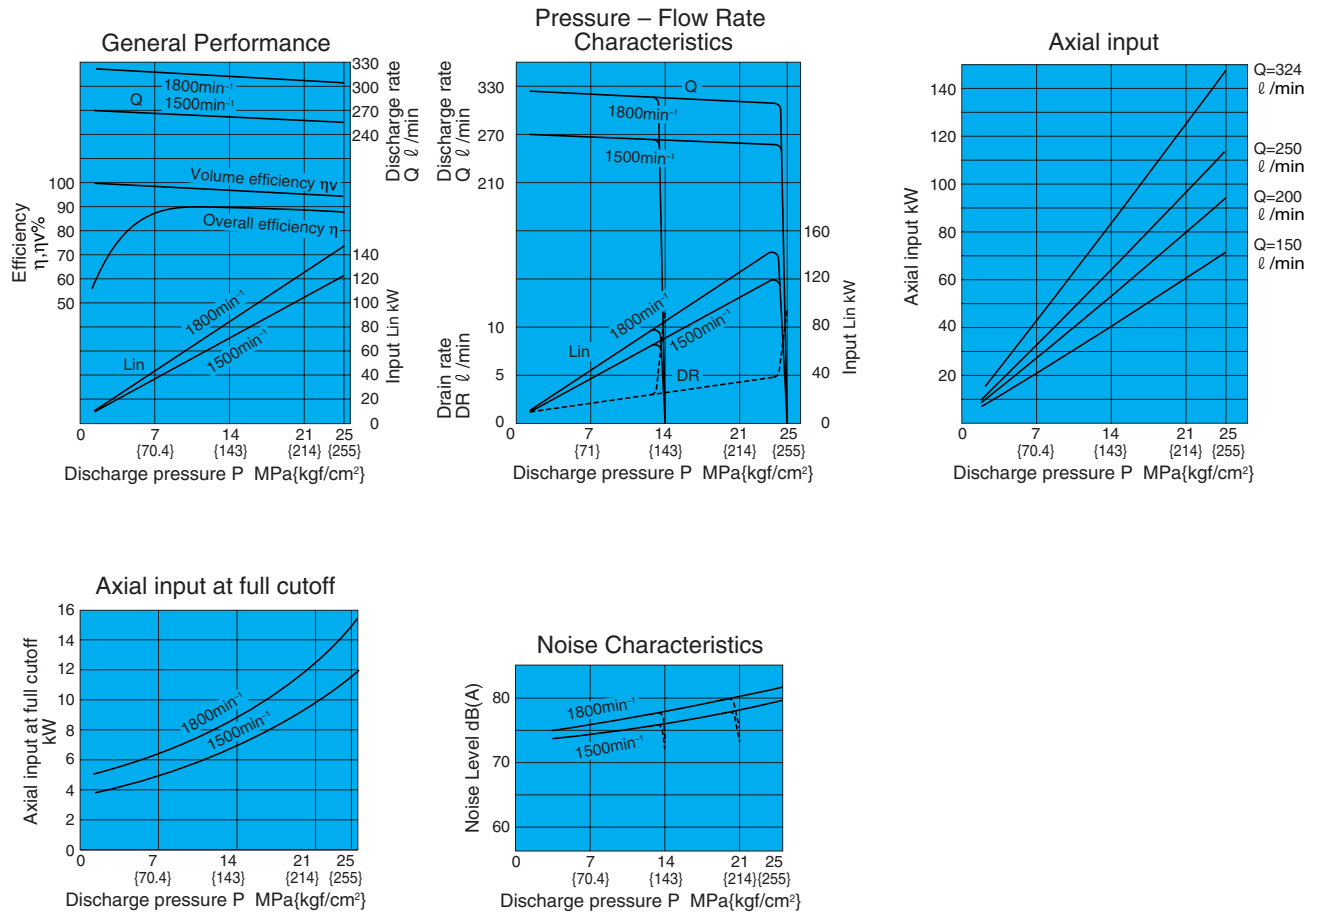 General Performance
330
300
270
240
Discharge rate
Q ℓ /min
1800min⁻¹
Q
1500min⁻¹
Volume efficiency ηv
Overall efficiency η
100
90
80
70
60
50
Efficiency
η,ηv%
140
120
100
80
60
40
20
0
Input Lin kW
1800min⁻¹
1500min⁻¹
Lin
0
7
14
25
{70.4}
{143}
{214}
{255}
Discharge pressure P MPa{kgf/cm²}
Pressure – Flow Rate
Characteristics
Discharge rate
Q ℓ /min
330
270
210
Q
1800min⁻¹
1500min⁻¹
160
120
80
40
0
Input Lin kW
Drain rate
DR ℓ /min
10
5
0
Lin
1800min⁻¹
1500min⁻¹
DR
0
7
14
21
25
{71}
{143}
{255}
Discharge pressure P MPa{kgf/cm²}
Axial input
Axial input kW
140
120
100
80
60
40
20
Q=324
ℓ /min
Q=250
ℓ /min
Q=200
ℓ /min
Q=150
ℓ /min
0
7
14
21
25
{70.4}
{143}
{214}
{255}
Discharge pressure P MPa{kgf/cm²}
Axial input at full cutoff
Axial input at full cutoff
kW
16
14
12
10
8
6
4
2
0
1800min⁻¹
1500min⁻¹
0
7
14
21
25
{70.4}
{143}
{214}
{255}
Discharge pressure P MPa{kgf/cm²}
Noise Characteristics
Noise Level dB(A)
80
70
60
1800min⁻¹
1500min⁻¹
0
7
14
21
25
{70.4}
{143}
{214}
{255}
Discharge pressure P MPa{kgf/cm²}